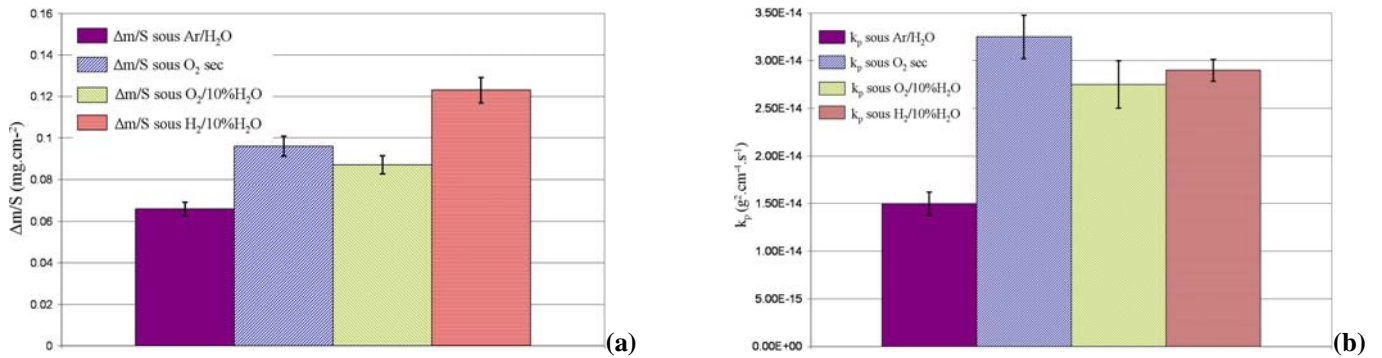 0.16
0.14
0.12
0.1
0.08
0.06
0.04
0.02
0
Δm/S (mg.cm-²)
Δm/S sous Ar/H₂O
Δm/S sous O₂ sec
Δm/S sous O₂/10%H₂O
Δm/S sous H₂/10%H₂O
(a)
3.50E-14
3.00E-14
2.50E-14
2.00E-14
1.50E-14
1.00E-14
5.00E-15
0.00E+00
kₚ (g².cm⁻⁴.s⁻¹)
kₚ sous Ar/H₂O
kₚ sous O₂ sec
kₚ sous O₂/10%H₂O
kₚ sous H₂/10%H₂O
(b)